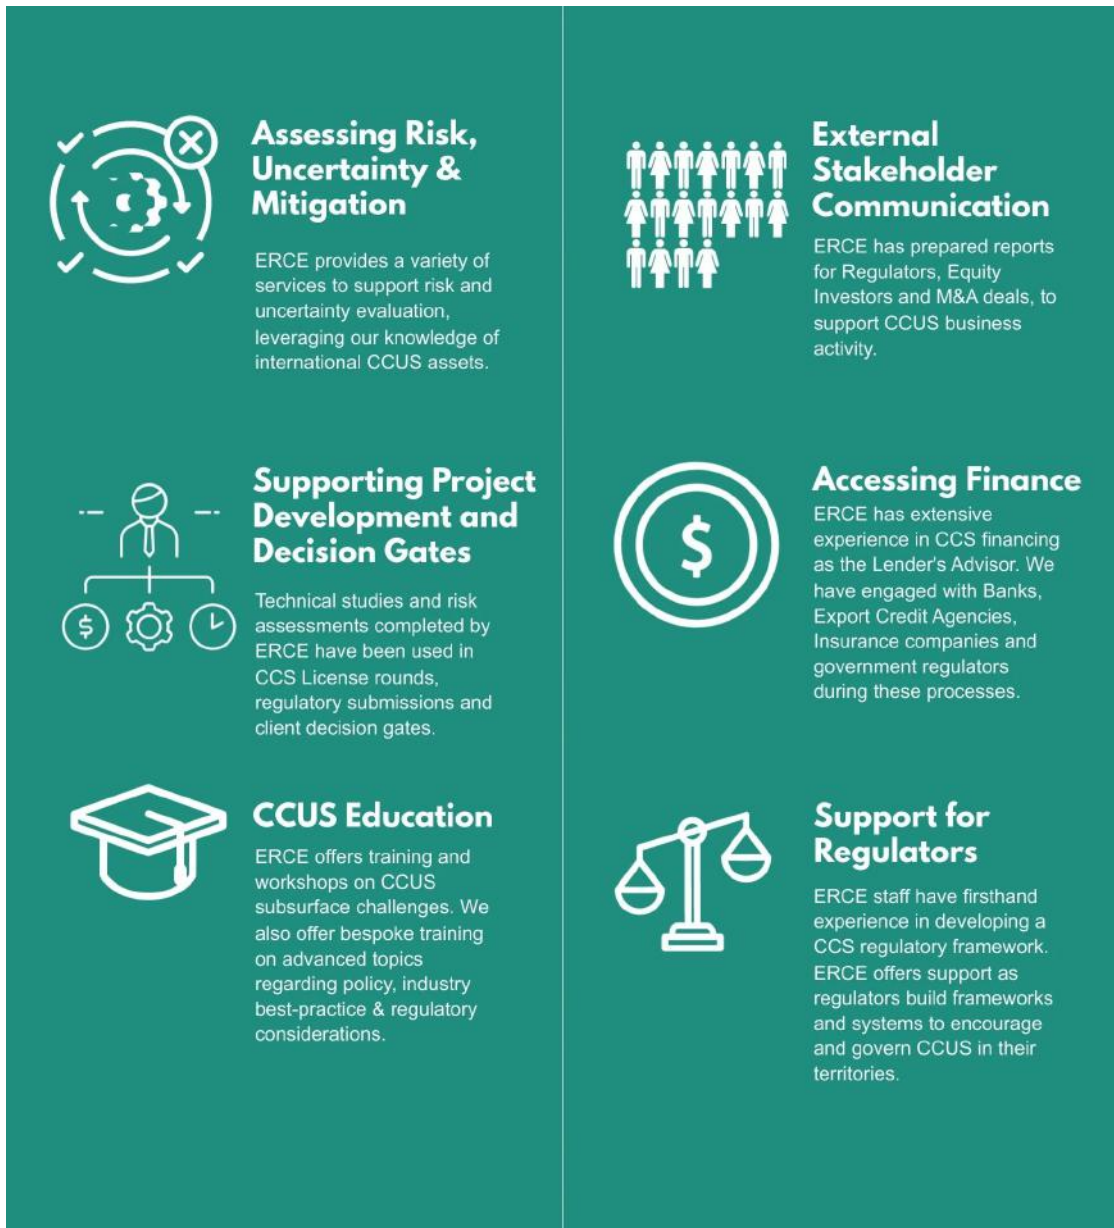 Assessing Risk,
Uncertainty &
Mitigation
ERCE provides a variety of
services to support risk and
uncertainty evaluation,
leveraging our knowledge of
international CCUS assets.
Supporting Project
Development and
Decision Gates
$
Technical studies and risk
assessments completed by
ERCE have been used in
CCS License rounds,
regulatory submissions and
client decision gates.
CCUS Education
ERCE offers training and
workshops on CCUS
subsurface challenges. We
also offer bespoke training
on advanced topics
regarding policy, industry
best-practice & regulatory
considerations.
External
Stakeholder
Communication
ERCE has prepared reports
for Regulators, Equity
Investors and M&A deals, to
support CCUS business
activity.
$
Accessing Finance
ERCE has extensive
experience in CCS financing
as the Lender's Advisor. We
have engaged with Banks,
Export Credit Agencies,
Insurance companies and
government regulators
during these processes.
Support for
Regulators
ERCE staff have firsthand
experience in developing a
CCS regulatory framework.
ERCE offers support as
regulators build frameworks
and systems to encourage
and govern CCUS in their
territories.